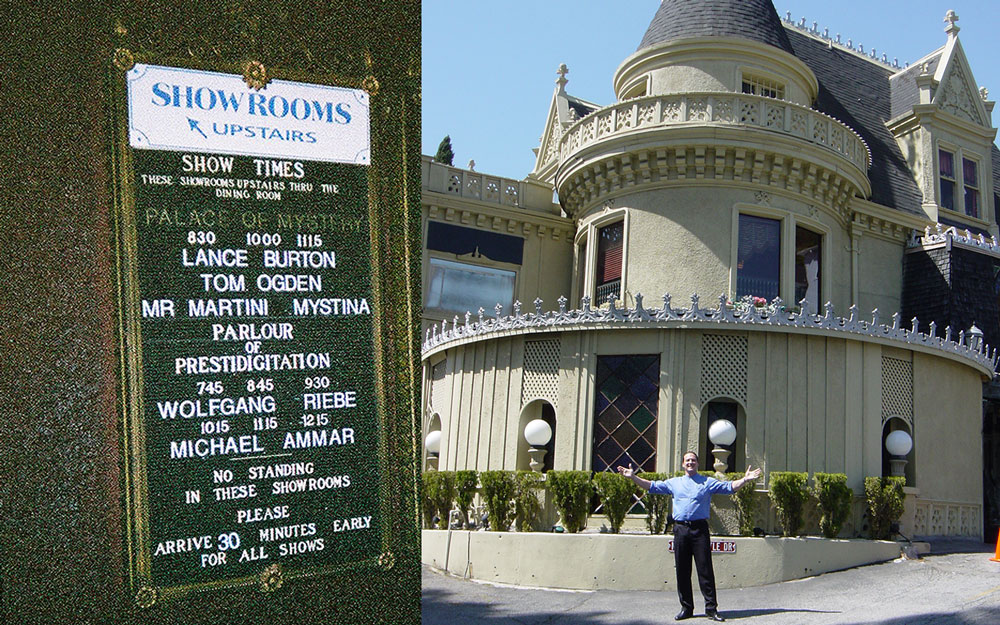 SHOWROOMS
UPSTAIRS
SHOW TIMES
THESE SHOWROOMS UPSTAIRS THRU THE
DINING ROOM
PALACE OF MYSTERY
830 1000 1115
LANCE BURTON
TOM OGDEN
MR MARTINI MYSTINA
PARLOUR
OF
PRESTIDIGITATION
745 845 930
WOLFGANG RIEBE
1015 1115 1215
MICHAEL AMMAR
NO STANDING
IN THESE SHOWROOMS
PLEASE
ARRIVE 30 MINUTES EARLY
FOR ALL SHOWS
DR